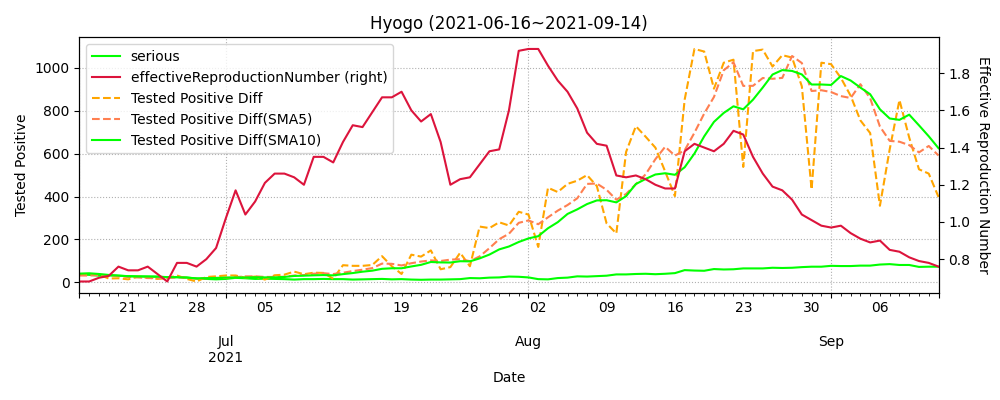 Hyogo (2021-06-16~2021-09-14)
serious
effectiveReproductionNumber (right)
Tested Positive Diff
Tested Positive Diff(SMA5)
Tested Positive Diff(SMA10)
Tested Positive
1000
800
600
400
200
0
1.8
1.6
1.4
1.2
1.0
0.8
Effective Reproduction Number
21 28 05 12 19 26 02 09 16 23 30 06
Jul Aug Sep
2021
Date